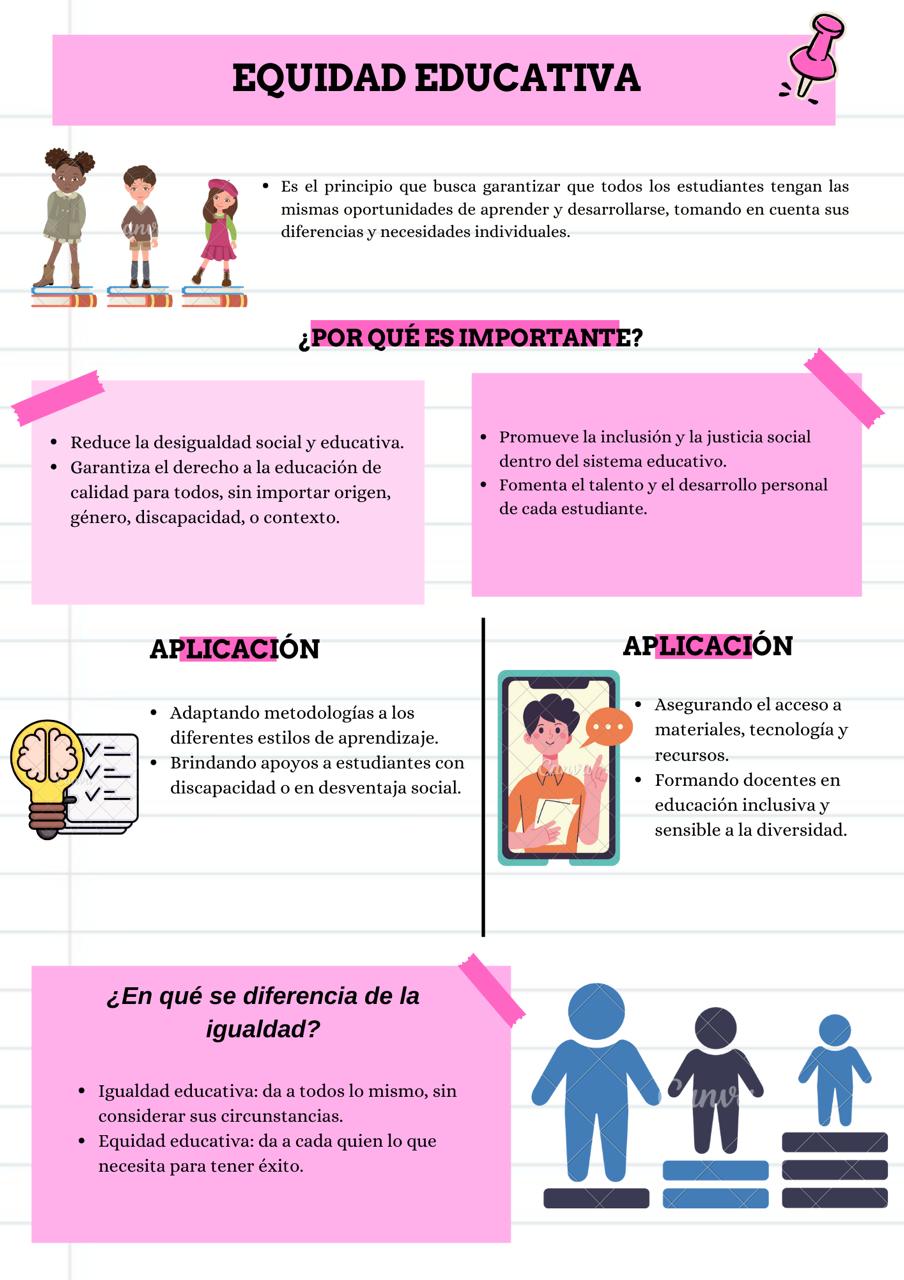 EQUIDAD EDUCATIVA
• Es el principio que busca garantizar que todos los estudiantes tengan las
mismas oportunidades de aprender y desarrollarse, tomando en cuenta sus
diferencias y necesidades individuales.
¿POR QUÉ ES IMPORTANTE?
• Reduce la desigualdad social y educativa.
• Garantiza el derecho a la educación de
calidad para todos, sin importar origen,
género, discapacidad, o contexto.
• Promueve la inclusión y la justicia social
dentro del sistema educativo.
• Fomenta el talento y el desarrollo personal
de cada estudiante.
APLICACIÓN
• Adaptando metodologías a los
diferentes estilos de aprendizaje.
• Brindando apoyos a estudiantes con
discapacidad o en desventaja social.
APLICACIÓN
• Asegurando el acceso a
materiales, tecnología y
recursos.
• Formando docentes en
educación inclusiva y
sensible a la diversidad.
Canva
¿En qué se diferencia de la
igualdad?
• Igualdad educativa: da a todos lo mismo, sin
considerar sus circunstancias.
• Equidad educativa: da a cada quien lo que
necesita para tener éxito.
Canva